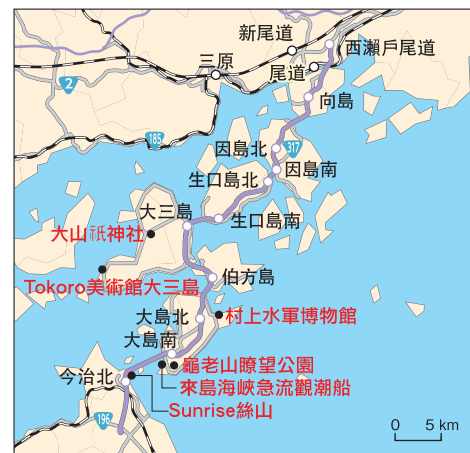 新尾道
西瀨戶尾道
三原
尾道
2
向島
185
317
因島北
因島南
生口島北
大三島
生口島南
大山祇神社
伯方島
Tokoro美術館大三島
大島北
村上水軍博物館
大島南
龜老山瞭望公園
今治北
來島海峽急流觀潮船
Sunrise絲山
196
0 5 km